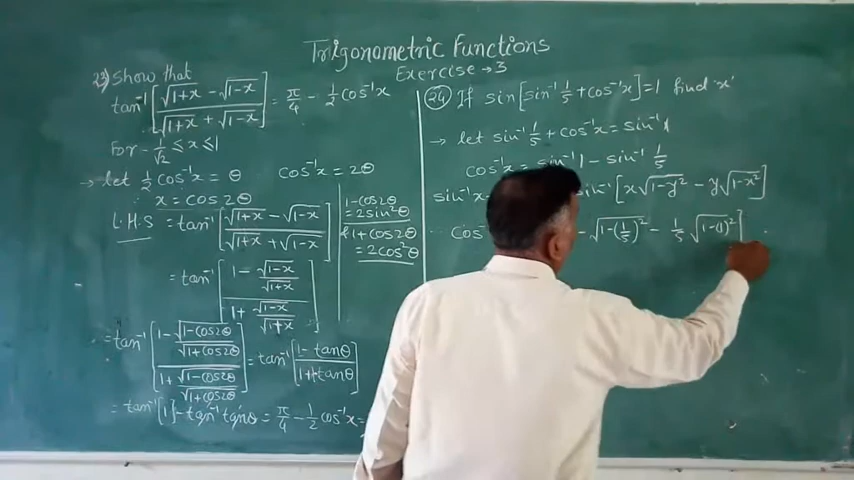 Trigonometric Functions
Exercise → 3
23) Show that
tan⁻¹[(√(1+x) − √(1−x))/(√(1+x) + √(1−x))] = π/4 − 1/2 cos⁻¹x
For − 1/√2 ≤ x ≤ 1
→ let 1/2 cos⁻¹x = θ cos⁻¹x = 2θ
x = cos 2θ
L.H.S = tan⁻¹[(√(1+x) − √(1−x))/(√(1+x) + √(1−x))]
1−cos2θ
= 2sin²θ
1+cos2θ
= 2cos²θ
= tan⁻¹[(1 − √(1−x)/√(1+x))/(1 + √(1−x)/√(1+x))]
= tan⁻¹[(1 − √(1−cos2θ)/√(1+cos2θ))/(1 + √(1−cos2θ)/√(1+cos2θ))] = tan⁻¹[(1 − tanθ)/(1 + tanθ)]
= tan⁻¹[1] − tan⁻¹tanθ = π/4 − 1/2 cos⁻¹x =
24) If sin[sin⁻¹ 1/5 + cos⁻¹x] = 1 find 'x'
→ let sin⁻¹ 1/5 + cos⁻¹x = sin⁻¹1
cos⁻¹x = sin⁻¹1 − sin⁻¹ 1/5
sin⁻¹x sin⁻¹[x√(1−y²) − y√(1−x²)]
cos √(1−(1/5)²) − 1/5 √(1−(1)²)]